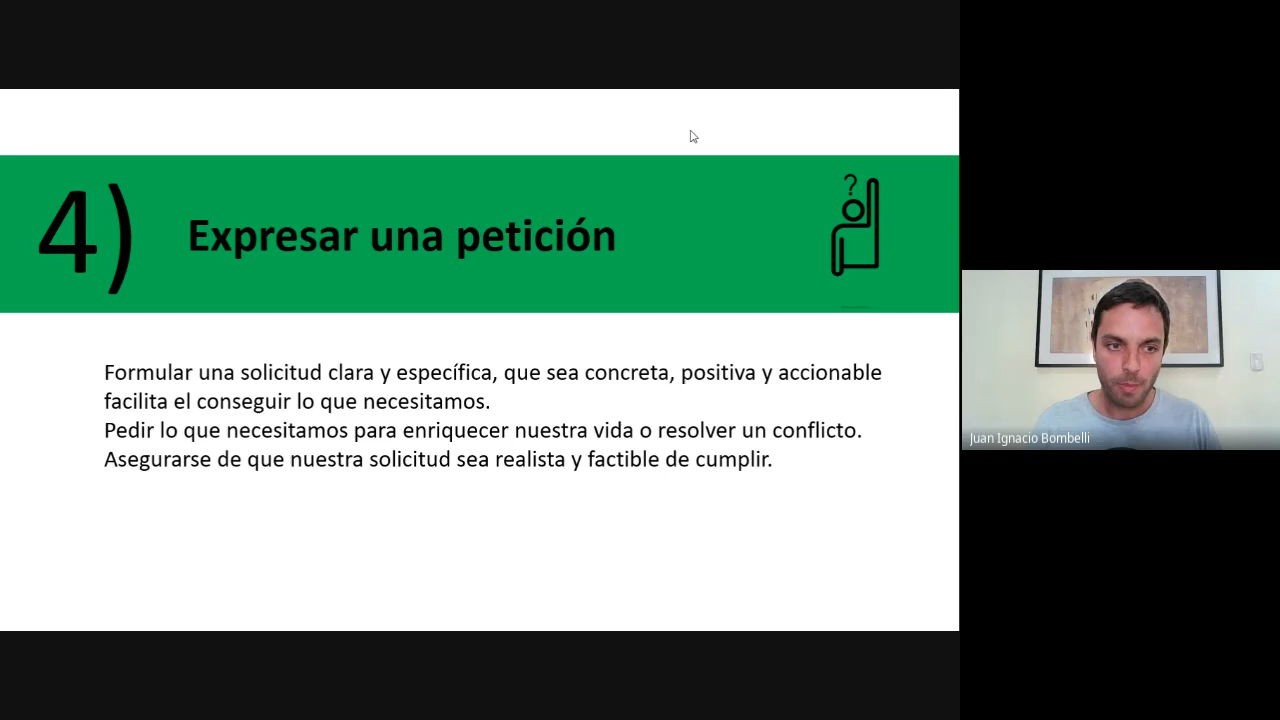 4)
Expresar una petición
?
Formular una solicitud clara y específica, que sea concreta, positiva y accionable
facilita el conseguir lo que necesitamos.
Pedir lo que necesitamos para enriquecer nuestra vida o resolver un conflicto.
Asegurarse de que nuestra solicitud sea realista y factible de cumplir.
Juan Ignacio Bombelli